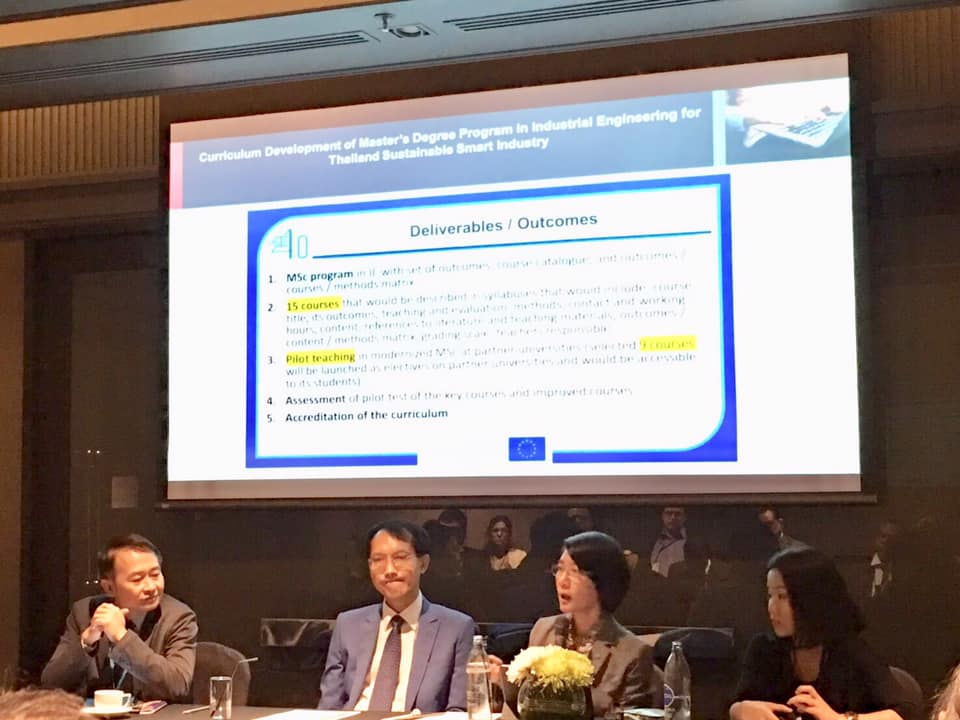 Curriculum Development of Master's Degree Program in Industrial Engineering for
Thailand Sustainable Smart Industry
4.0
Deliverables / Outcomes
1. MSc program in IE with set of outcomes, course catalogue, and outcomes /
courses / methods matrix
2. 15 courses that would be described in syllabuses that would include: course
title, its outcomes, teaching and evaluation methods, contact and working
hours, content, references to literature and teaching materials, outcomes /
content / methods matrix, grading scale, teachers responsible
3. Pilot teaching in modernized MSc at partner universities (selected 9 courses
will be launched as electives on partner universities and would be accessible
to its students)
4. Assessment of pilot test of the key courses and improved courses
5. Accreditation of the curriculum